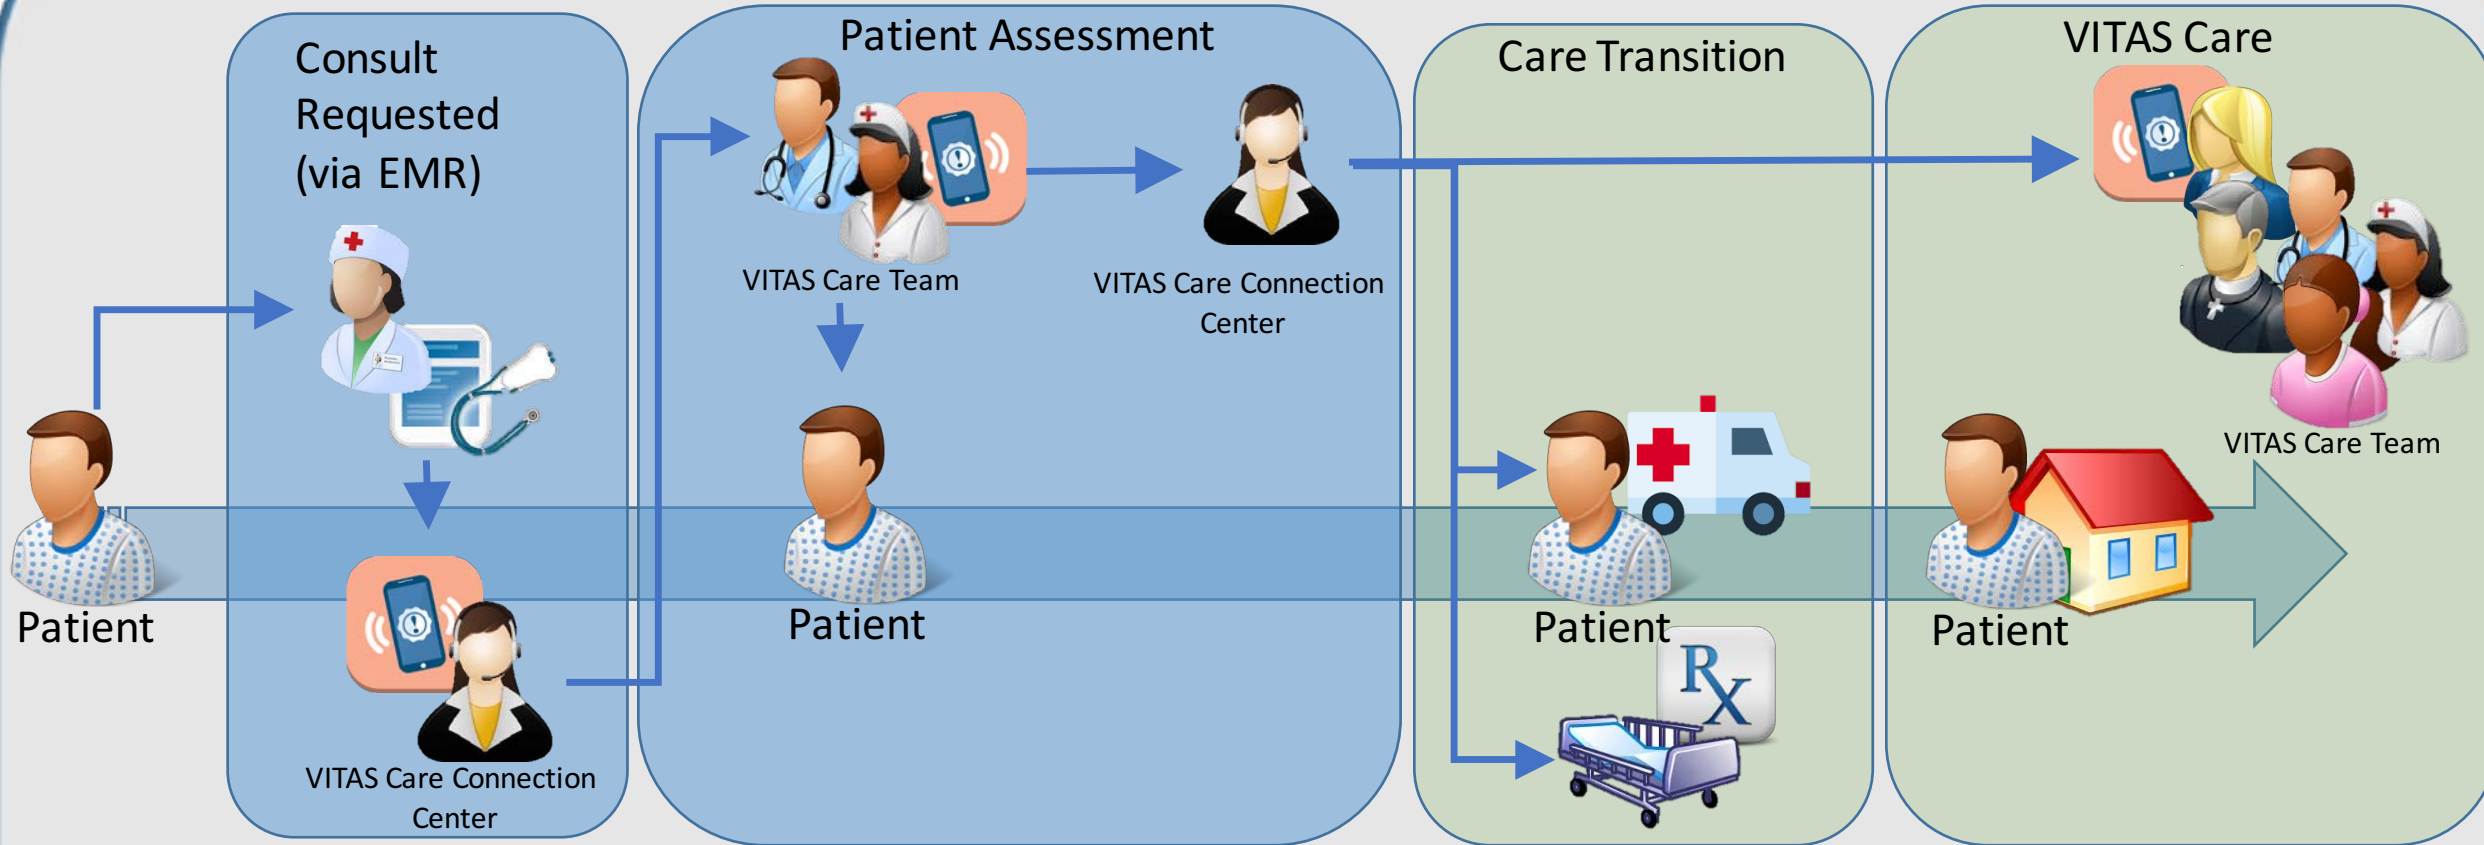 Consult
Requested
(via EMR)
Patient
VITAS Care Connection
Center
Patient Assessment
VITAS Care Team
VITAS Care Connection
Center
Patient
Care Transition
Patient
Rx
VITAS Care
VITAS Care Team
Patient